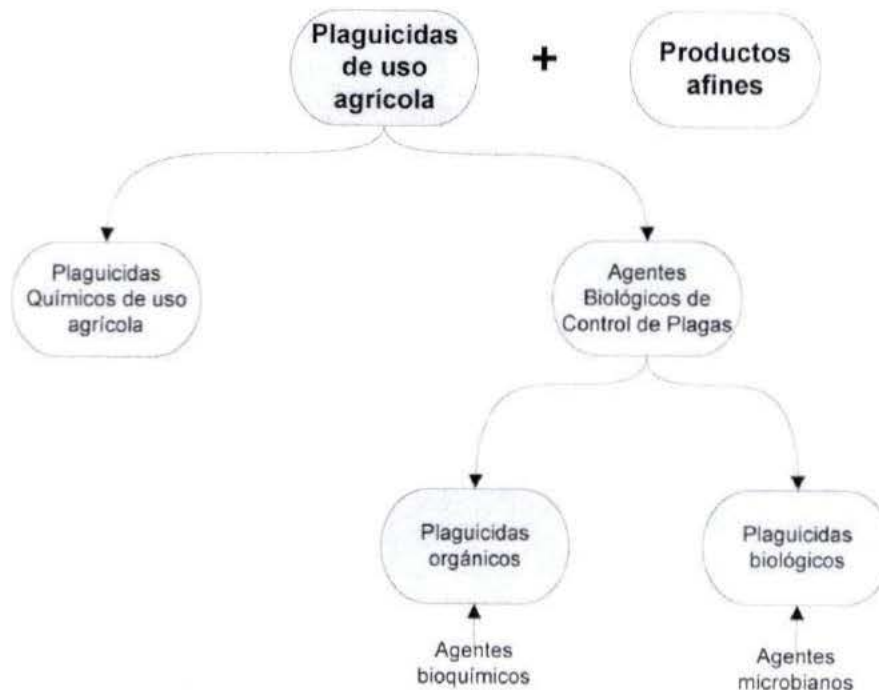 Plaguicidas
de uso
agrícola
+
Productos
afines
Plaguicidas
Químicos de uso
agrícola
Agentes
Biológicos de
Control de Plagas
Plaguicidas
orgánicos
Plaguicidas
biológicos
Agentes
bioquímicos
Agentes
microbianos